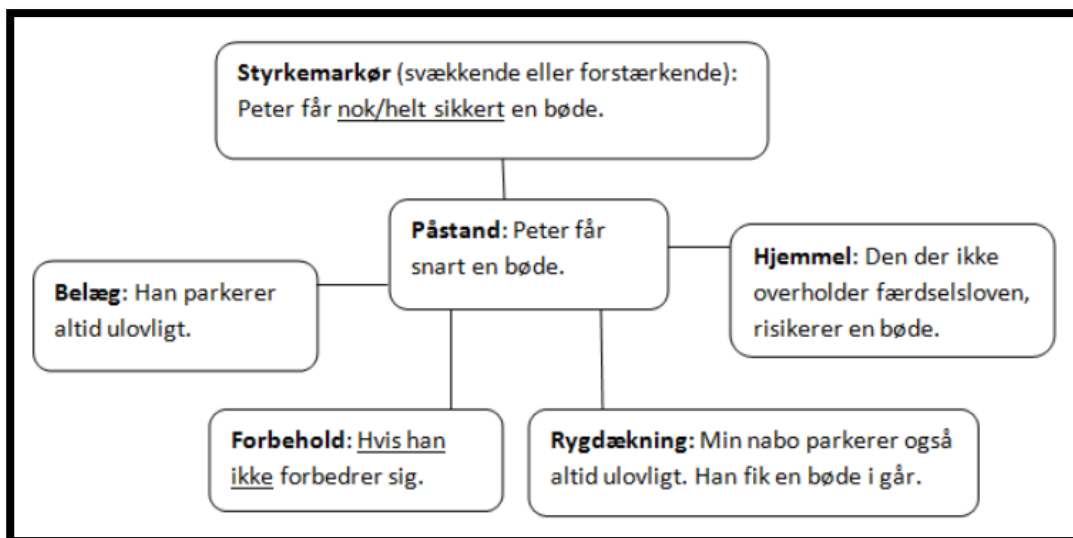 Styrkemarkør (svækkende eller forstærkende):
Peter får nok/helt sikkert en bøde.
Påstand: Peter får
snart en bøde.
Hjemmel: Den der ikke
overholder færdselsloven,
risikerer en bøde.
Belæg: Han parkerer
altid ulovligt.
Forbehold: Hvis han
ikke forbedrer sig.
Rygdækning: Min nabo parkerer også
altid ulovligt. Han fik en bøde i går.